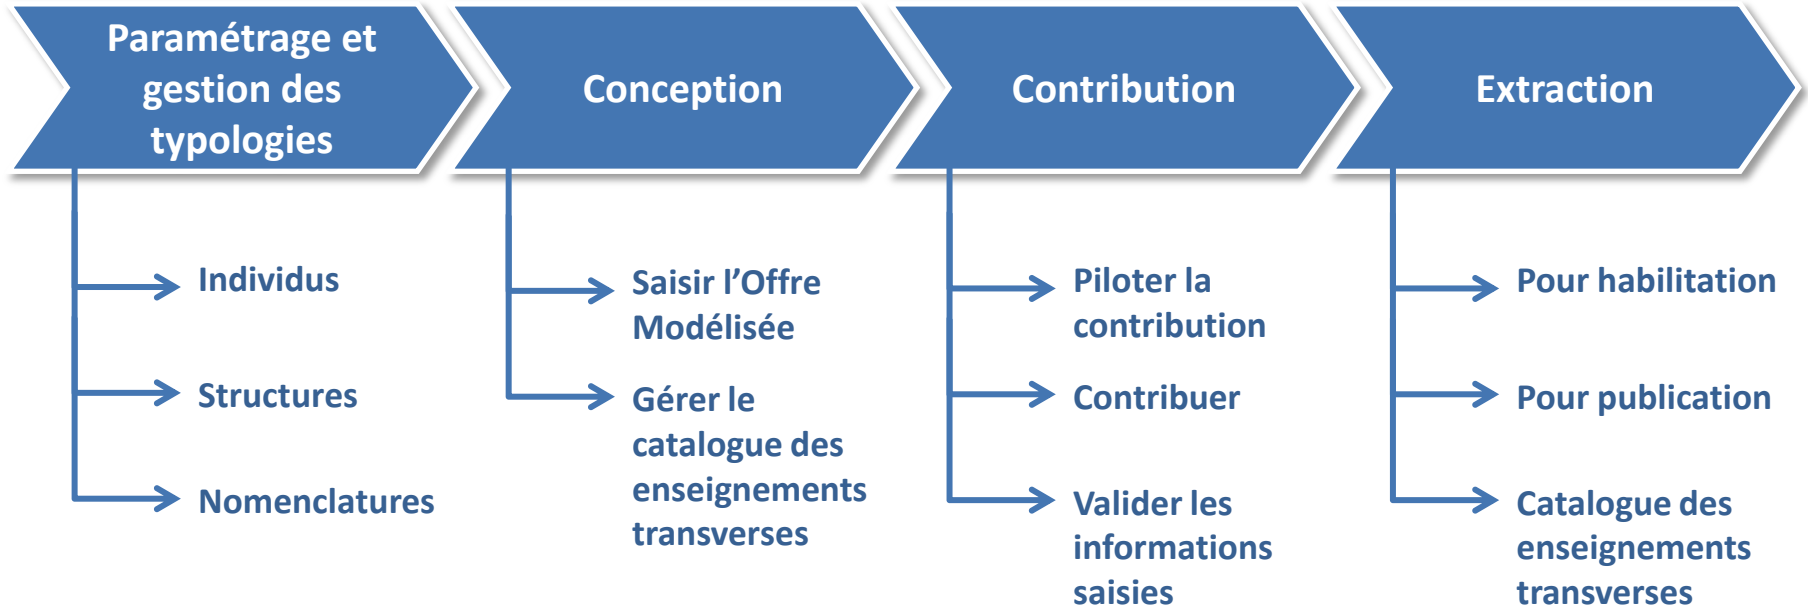 Paramétrage et
gestion des
typologies
Conception
Contribution
Extraction
Individus
Structures
Nomenclatures
Saisir l’Offre
Modélisée
Gérer le
catalogue des
enseignements
transverses
Piloter la
contribution
Contribuer
Valider les
informations
saisies
Pour habilitation
Pour publication
Catalogue des
enseignements
transverses